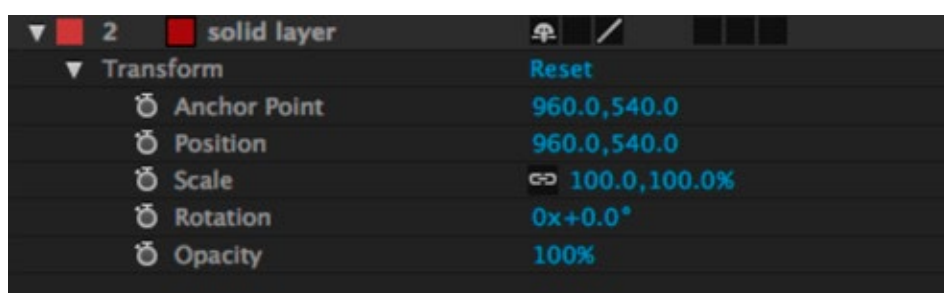 2 solid layer
Transform Reset
Anchor Point 960.0,540.0
Position 960.0,540.0
Scale 100.0,100.0%
Rotation 0x+0.0°
Opacity 100%